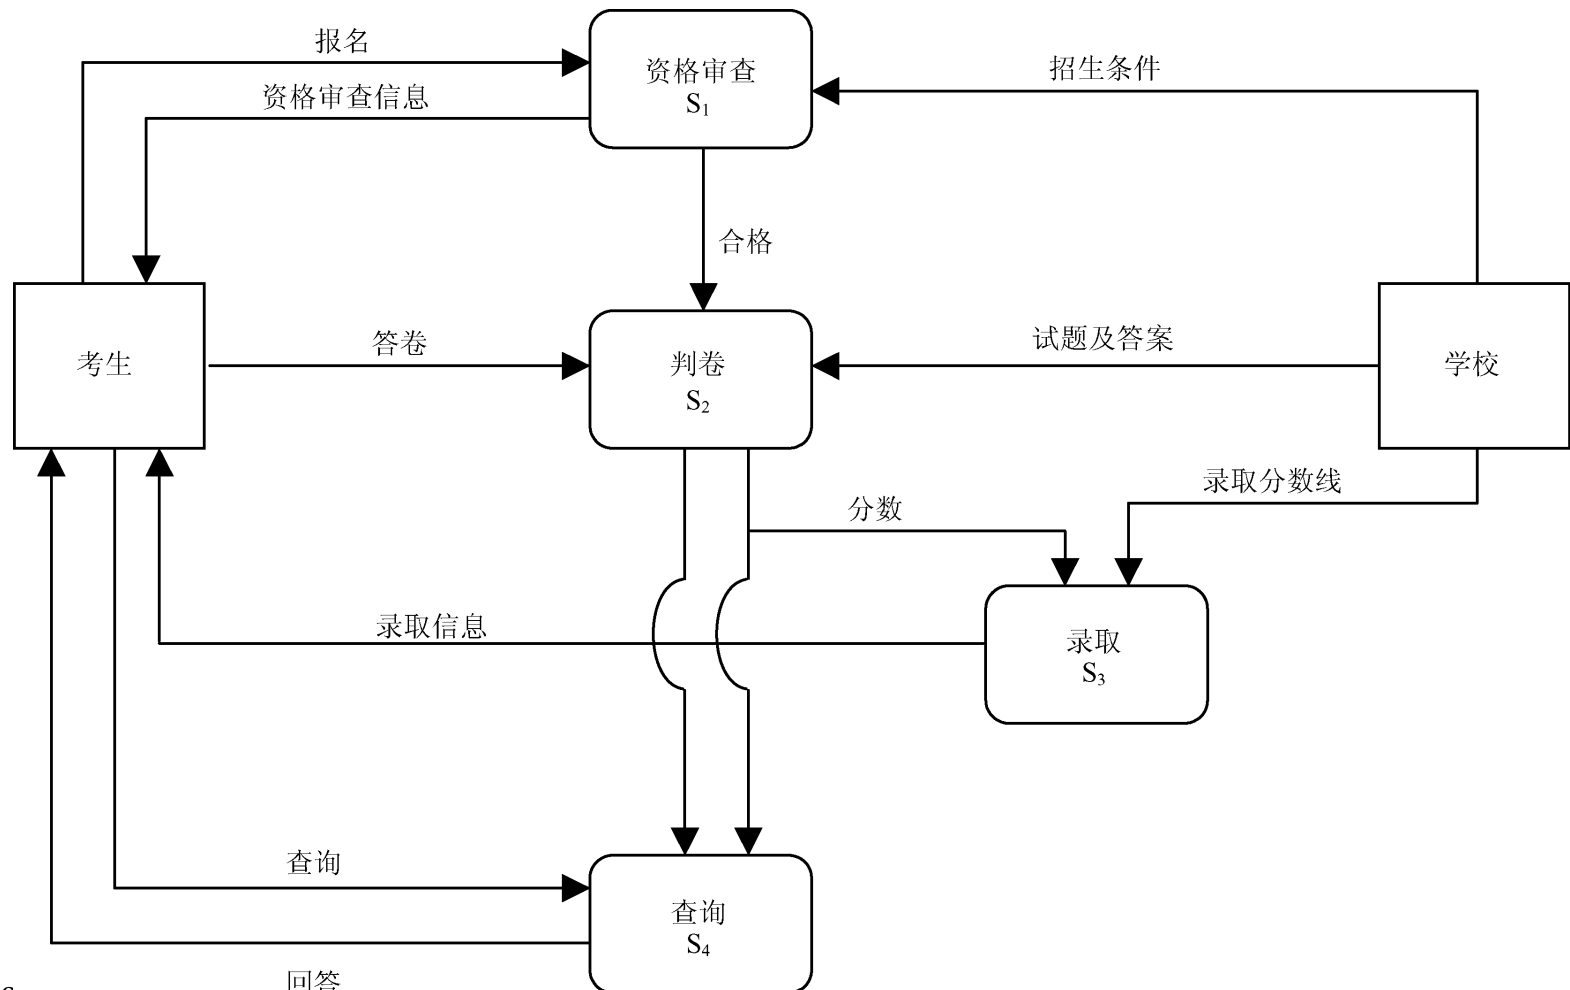 报名
资格审查
S₁
招生条件
资格审查信息
合格
考生
答卷
判卷
S₂
试题及答案
学校
录取分数线
分数
录取信息
录取
S₃
查询
查询
S₄
回答